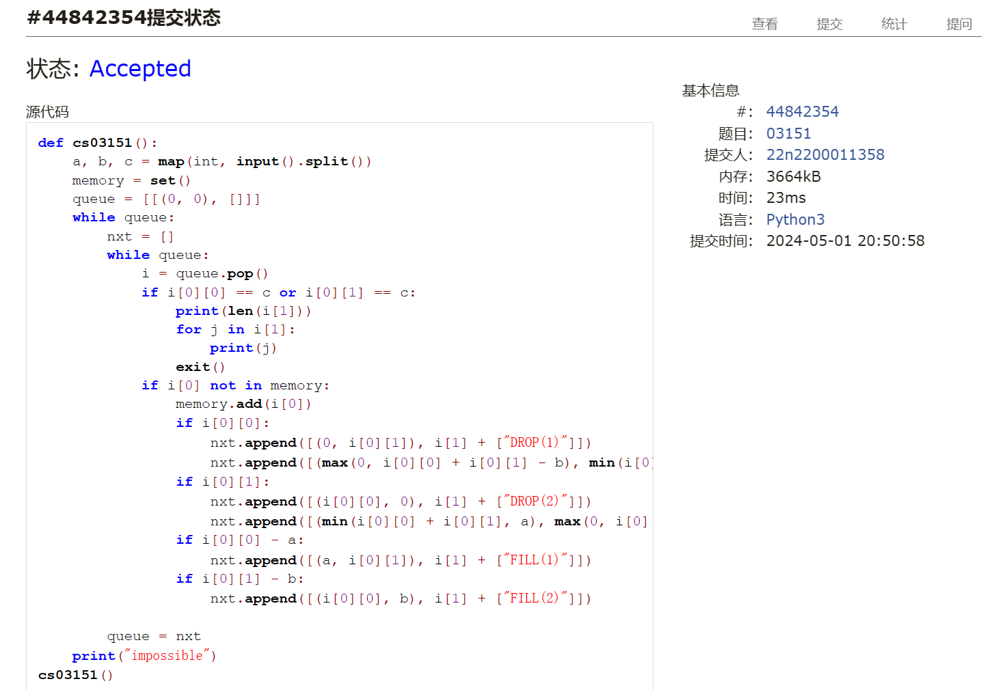 #44842354提交状态
查看 提交 统计 提问
状态: Accepted
源代码
def cs03151():
    a, b, c = map(int, input().split())
    memory = set()
    queue = [[(0, 0), []]]
    while queue:
        nxt = []
        while queue:
            i = queue.pop()
            if i[0][0] == c or i[0][1] == c:
                print(len(i[1]))
                for j in i[1]:
                    print(j)
                exit()
            if i[0] not in memory:
                memory.add(i[0])
                if i[0][0]:
                    nxt.append([(0, i[0][1]), i[1] + ["DROP(1)"]])
                    nxt.append([(max(0, i[0][0] + i[0][1] - b), min(i[0]
                if i[0][1]:
                    nxt.append([(i[0][0], 0), i[1] + ["DROP(2)"]])
                    nxt.append([(min(i[0][0] + i[0][1], a), max(0, i[0]
                if i[0][0] - a:
                    nxt.append([(a, i[0][1]), i[1] + ["FILL(1)"]])
                if i[0][1] - b:
                    nxt.append([(i[0][0], b), i[1] + ["FILL(2)"]])
        queue = nxt
    print("impossible")
cs03151()
基本信息
#: 44842354
题目: 03151
提交人: 22n2200011358
内存: 3664kB
时间: 23ms
语言: Python3
提交时间: 2024-05-01 20:50:58